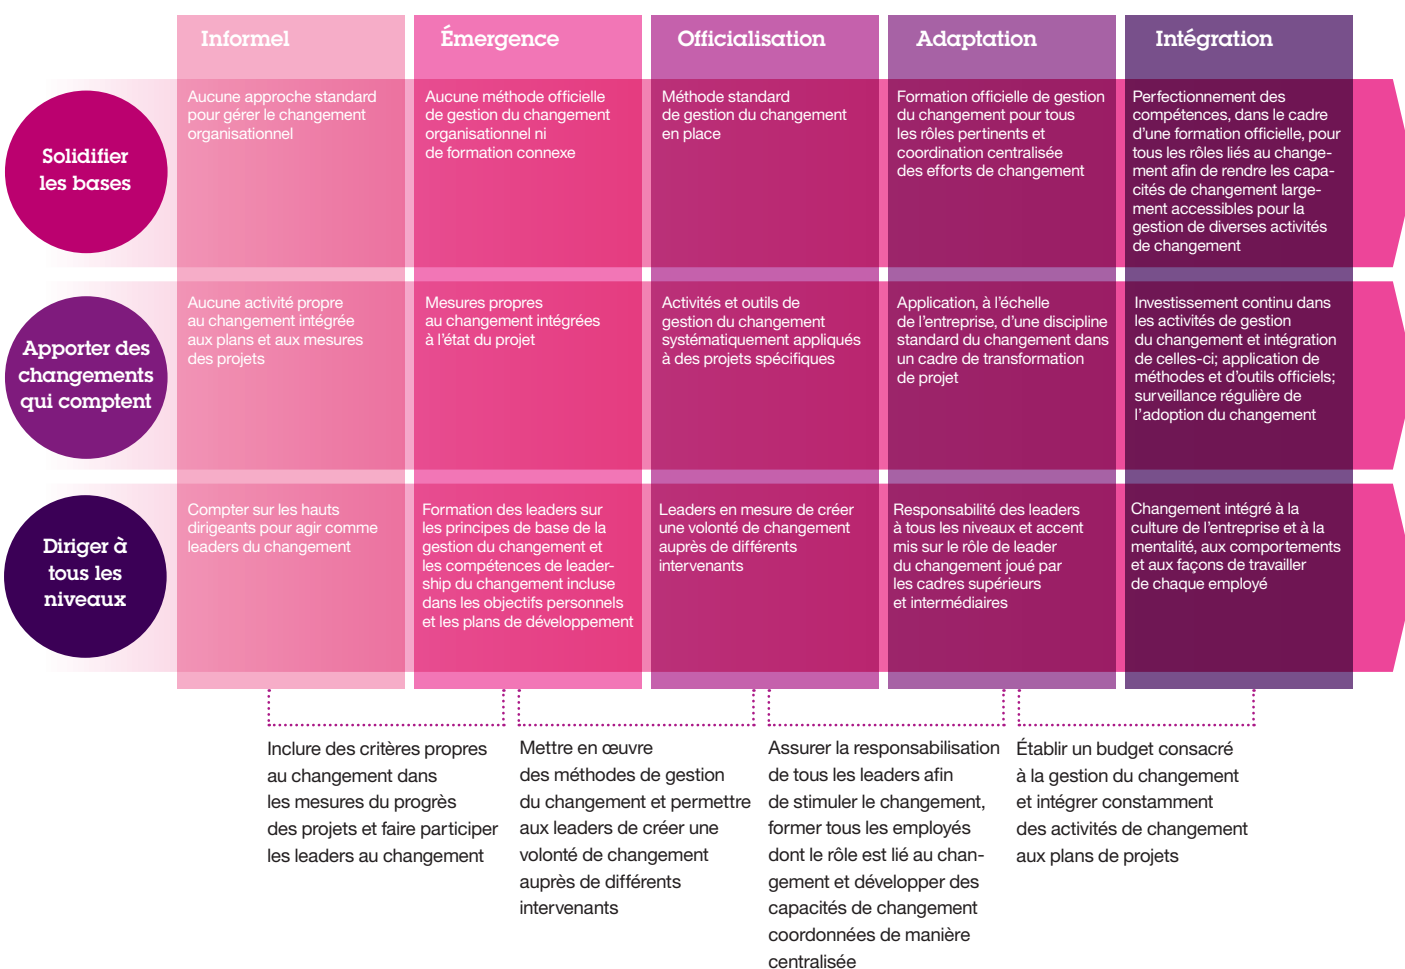 Informel
Émergence
Officialisation
Adaptation
Intégration
Solidifier
les bases
Aucune approche standard
pour gérer le changement
organisationnel
Aucune méthode officielle
de gestion du changement
organisationnel ni
de formation connexe
Méthode standard
de gestion du changement
en place
Formation officielle de gestion
du changement pour tous
les rôles pertinents et
coordination centralisée
des efforts de changement
Perfectionnement des
compétences, dans le cadre
d’une formation officielle, pour
tous les rôles liés au change-
ment afin de rendre les capa-
cités de changement large-
ment accessibles pour la
gestion de diverses activités
de changement
Apporter des
changements
qui comptent
Aucune activité propre
au changement intégrée
aux plans et aux mesures
des projets
Mesures propres
au changement intégrées
à l’état du projet
Activités et outils de
gestion du changement
systématiquement appliqués
à des projets spécifiques
Application, à l’échelle
de l’entreprise, d’une discipline
standard du changement dans
un cadre de transformation
de projet
Investissement continu dans
les activités de gestion
du changement et intégration
de celles-ci; application de
méthodes et d’outils officiels;
surveillance régulière de
l’adoption du changement
Diriger à
tous les
niveaux
Compter sur les hauts
dirigeants pour agir comme
leaders du changement
Formation des leaders sur
les principes de base de la
gestion du changement et
les compétences de leader-
ship du changement incluse
dans les objectifs personnels
et les plans de développement
Leaders en mesure de créer
une volonté de changement
auprès de différents
intervenants
Responsabilité des leaders
à tous les niveaux et accent
mis sur le rôle de leader
du changement joué par
les cadres supérieurs
et intermédiaires
Changement intégré à la
culture de l’entreprise et à la
mentalité, aux comportements
et aux façons de travailler
de chaque employé
Inclure des critères propres
au changement dans
les mesures du progrès
des projets et faire participer
les leaders au changement
Mettre en œuvre
des méthodes de gestion
du changement et permettre
aux leaders de créer une
volonté de changement
auprès de différents
intervenants
Assurer la responsabilisation
de tous les leaders afin
de stimuler le changement,
former tous les employés
dont le rôle est lié au chan-
gement et développer des
capacités de changement
coordonnées de manière
centralisée
Établir un budget consacré
à la gestion du changement
et intégrer constamment
des activités de changement
aux plans de projets